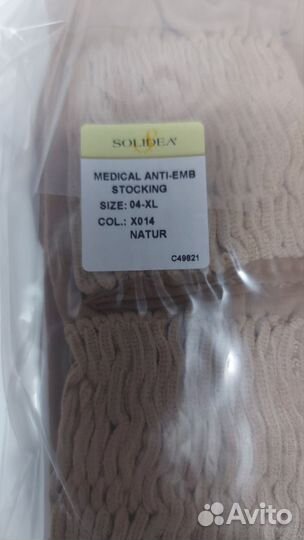 SOLIDEA
MEDICAL ANTI-EMB
STOCKING
SIZE: 04-XL
COL.: X014
NATUR
C49821
Avito